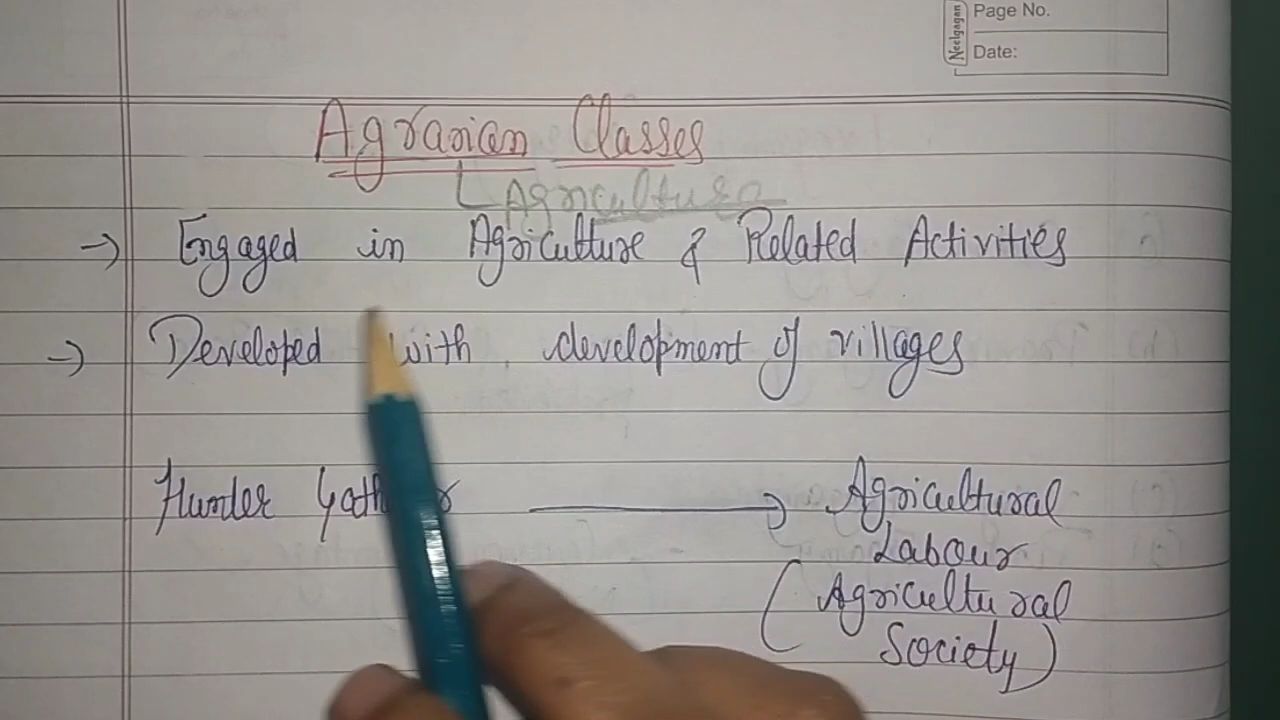 Neelgagan
Page No.
Date:
Agrarian Classes
Agriculture
→ Engaged in Agriculture & Related Activities
→ Developed with development of villages
Hunter → Agricultural
Labour
(Agricultural
Society)